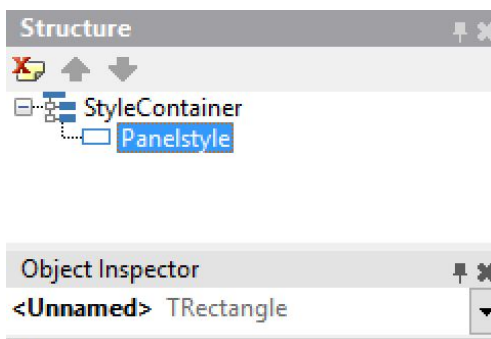 Structure
StyleContainer
Panelstyle
Object Inspector
<Unnamed> TRectangle